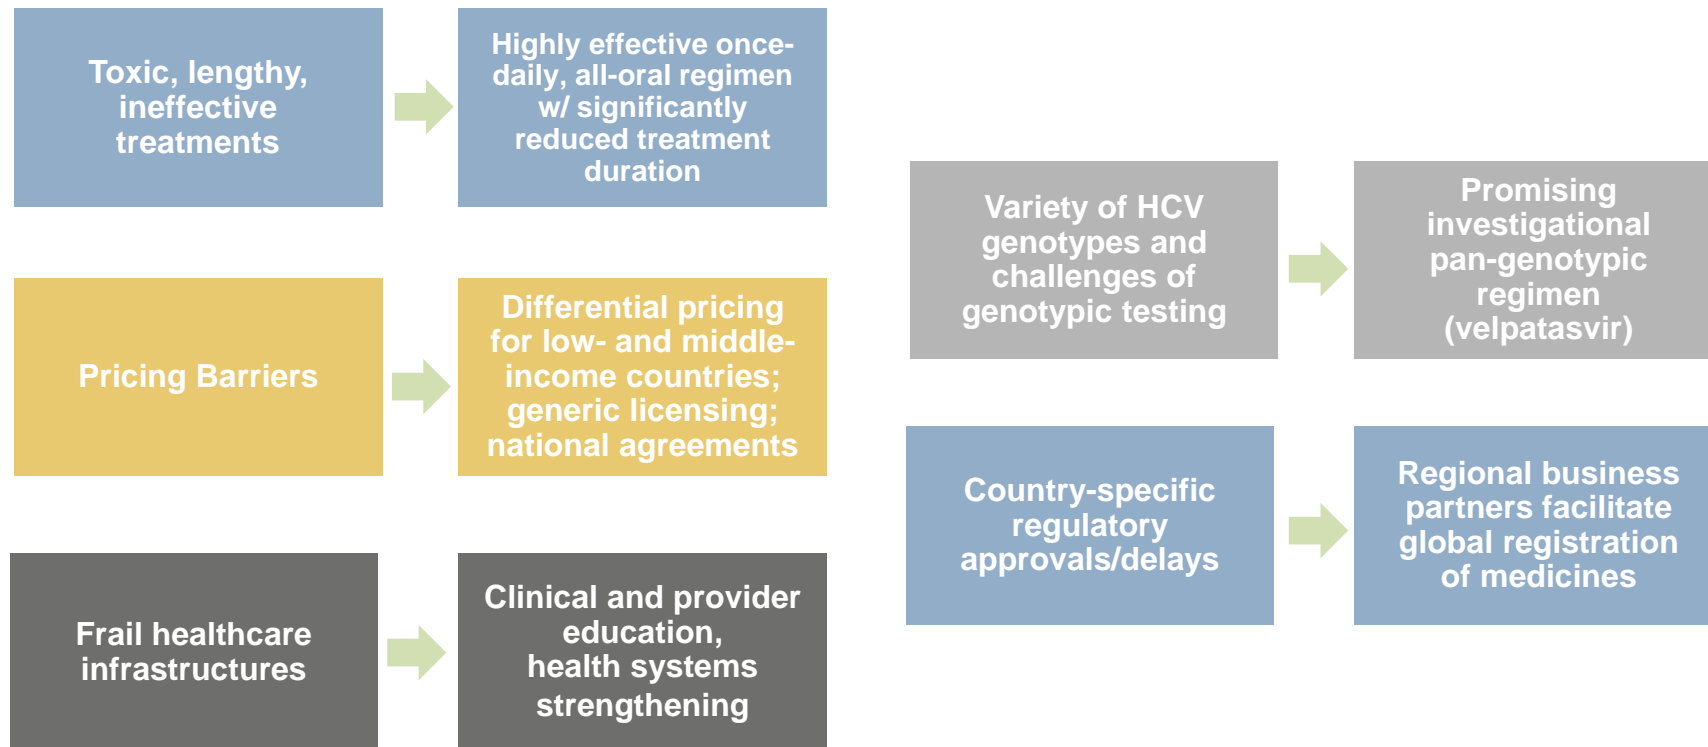 Toxic, lengthy,
ineffective
treatments
Highly effective once-
daily, all-oral regimen
w/ significantly
reduced treatment
duration
Pricing Barriers
Differential pricing
for low- and middle-
income countries;
generic licensing;
national agreements
Frail healthcare
infrastructures
Clinical and provider
education,
health systems
strengthening
Variety of HCV
genotypes and
challenges of
genotypic testing
Promising
investigational
pan-genotypic
regimen
(velpatasvir)
Country-specific
regulatory
approvals/delays
Regional business
partners facilitate
global registration
of medicines